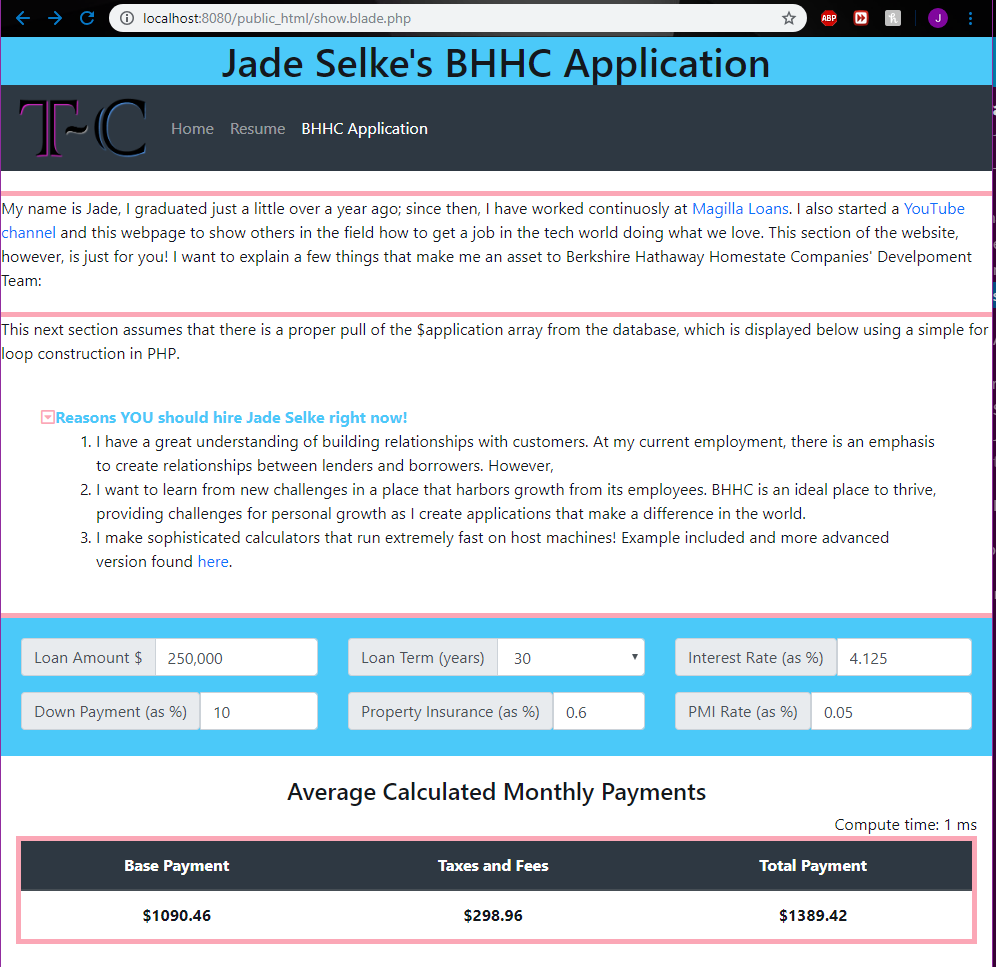 localhost:8080/public_html/show.blade.php
ABP
J
Jade Selke's BHHC Application
T~C
Home Resume BHHC Application
My name is Jade, I graduated just a little over a year ago; since then, I have worked continuosly at Magilla Loans. I also started a YouTube
channel and this webpage to show others in the field how to get a job in the tech world doing what we love. This section of the website,
however, is just for you! I want to explain a few things that make me an asset to Berkshire Hathaway Homestate Companies' Develpoment
Team:
This next section assumes that there is a proper pull of the $application array from the database, which is displayed below using a simple for
loop construction in PHP.
Reasons YOU should hire Jade Selke right now!
1. I have a great understanding of building relationships with customers. At my current employment, there is an emphasis
to create relationships between lenders and borrowers. However,
2. I want to learn from new challenges in a place that harbors growth from its employees. BHHC is an ideal place to thrive,
providing challenges for personal growth as I create applications that make a difference in the world.
3. I make sophisticated calculators that run extremely fast on host machines! Example included and more advanced
version found here.
Loan Amount $ 250,000 Loan Term (years) 30 Interest Rate (as %) 4.125
Down Payment (as %) 10 Property Insurance (as %) 0.6 PMI Rate (as %) 0.05
Average Calculated Monthly Payments
Compute time: 1 ms
Base Payment Taxes and Fees Total Payment
$1090.46 $298.96 $1389.42